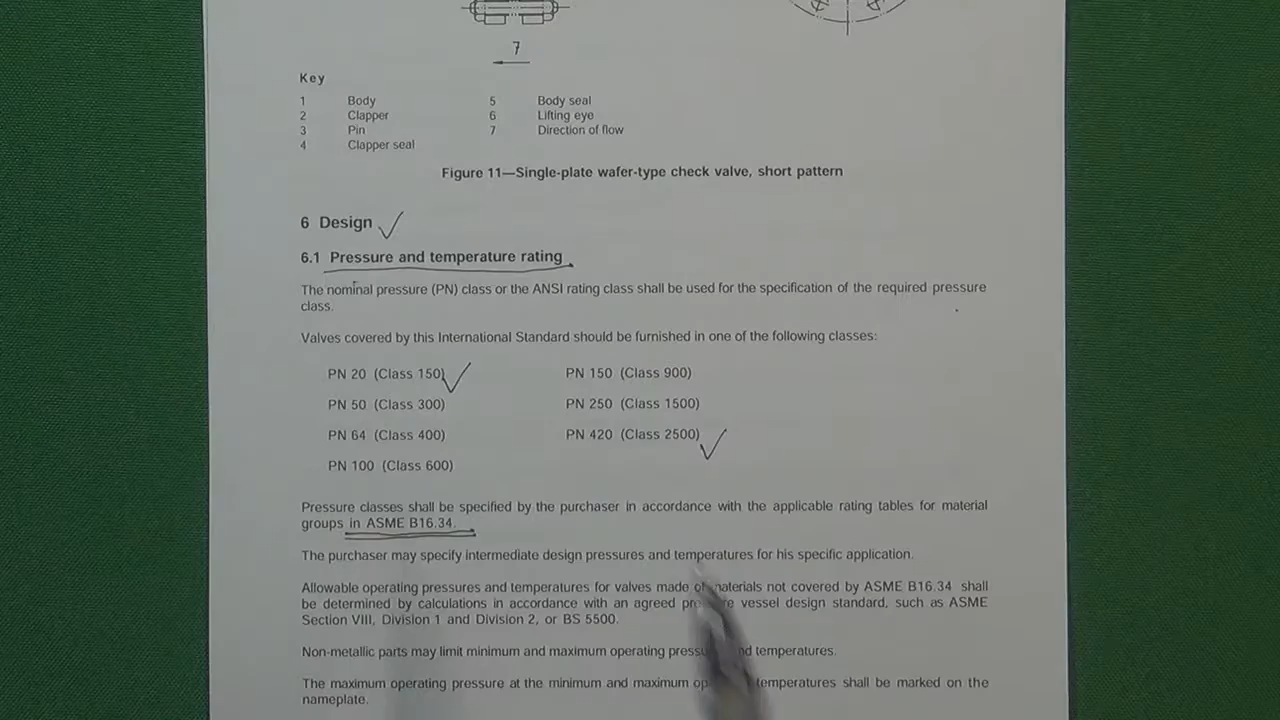 7
Key
1 Body 5 Body seal
2 Clapper 6 Lifting eye
3 Pin 7 Direction of flow
4 Clapper seal
Figure 11—Single-plate wafer-type check valve, short pattern
6 Design
6.1 Pressure and temperature rating
The nominal pressure (PN) class or the ANSI rating class shall be used for the specification of the required pressure
class.
Valves covered by this International Standard should be furnished in one of the following classes:
PN 20 (Class 150) PN 150 (Class 900)
PN 50 (Class 300) PN 250 (Class 1500)
PN 64 (Class 400) PN 420 (Class 2500)
PN 100 (Class 600)
Pressure classes shall be specified by the purchaser in accordance with the applicable rating tables for material
groups in ASME B16.34.
The purchaser may specify intermediate design pressures and temperatures for his specific application.
Allowable operating pressures and temperatures for valves made of materials not covered by ASME B16.34 shall
be determined by calculations in accordance with an agreed vessel design standard, such as ASME
Section VIII, Division 1 and Division 2, or BS 5500.
Non-metallic parts may limit minimum and maximum operating temperatures.
The maximum operating pressure at the minimum and maximum temperatures shall be marked on the
nameplate.